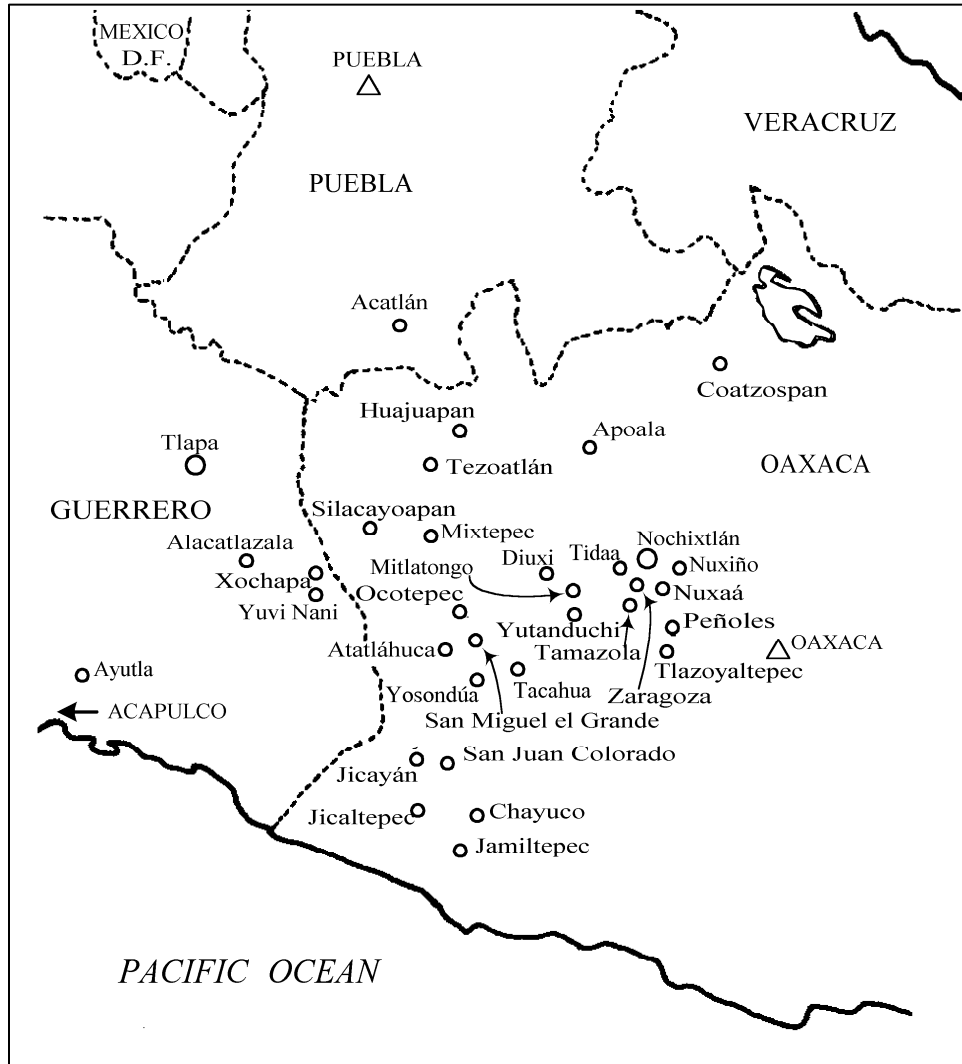 MEXICO
D.F.
PUEBLA
VERACRUZ
PUEBLA
Acatlán
Coatzospan
Huajuapan
Apoala
Tlapa
Tezoatlán
OAXACA
GUERRERO
Silacayoapan
Mixtepec
Nochixtlán
Alacatlazala
Diuxi
Tidaa
Nuxiño
Mitlatongo
Xochapa
Ocotepec
Nuxaá
Yuvi Nani
Yutanduchi
Peñoles
Atatláhuca
Tamazola
OAXACA
Tlazoyaltepec
Ayutla
Yosondúa
Tacahua
Zaragoza
ACAPULCO
San Miguel el Grande
San Juan Colorado
Jicayán
Jicaltepec
Chayuco
Jamiltepec
PACIFIC OCEAN